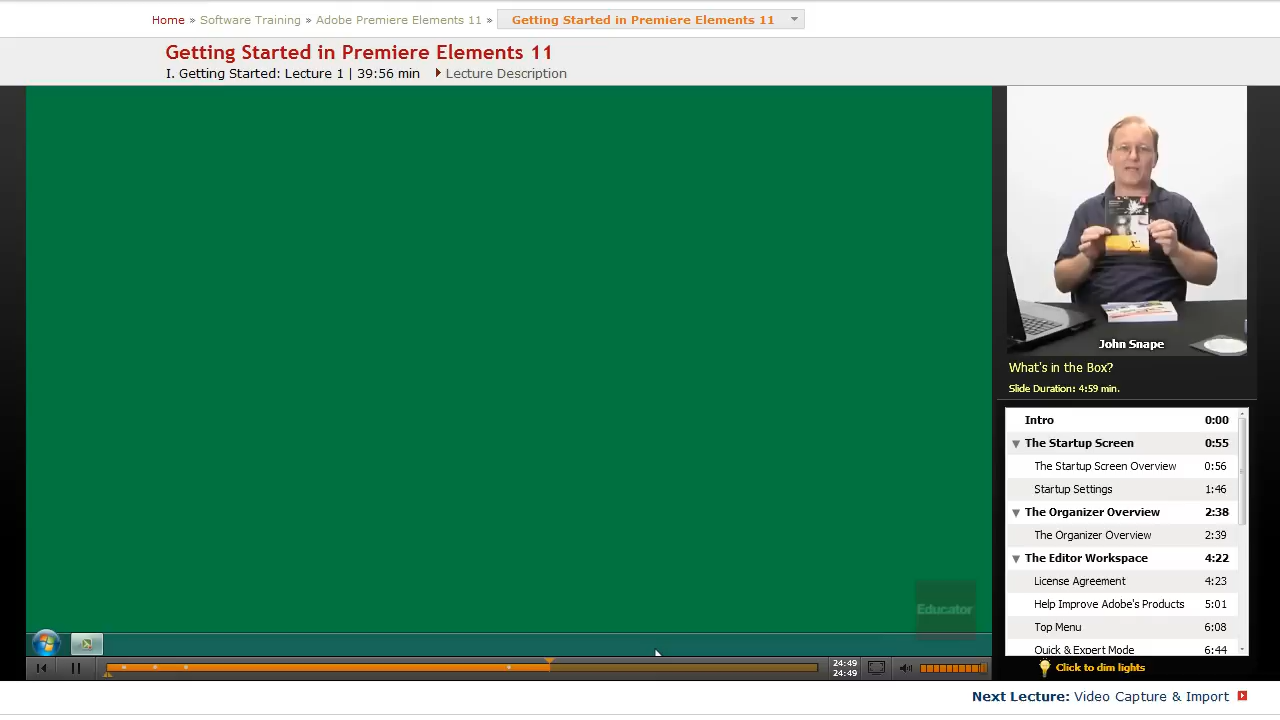 Home » Software Training » Adobe Premiere Elements 11 » Getting Started in Premiere Elements 11
Getting Started in Premiere Elements 11
I. Getting Started: Lecture 1 | 39:56 min Lecture Description
John Snape
What's in the Box?
Slide Duration: 4:59 min.
Intro 0:00
The Startup Screen 0:55
The Startup Screen Overview 0:56
Startup Settings 1:46
The Organizer Overview 2:38
The Organizer Overview 2:39
The Editor Workspace 4:22
License Agreement 4:23
Help Improve Adobe's Products 5:01
Top Menu 6:08
Quick & Expert Mode 6:44
Educator
24:49
24:49
Click to dim lights
Next Lecture: Video Capture & Import